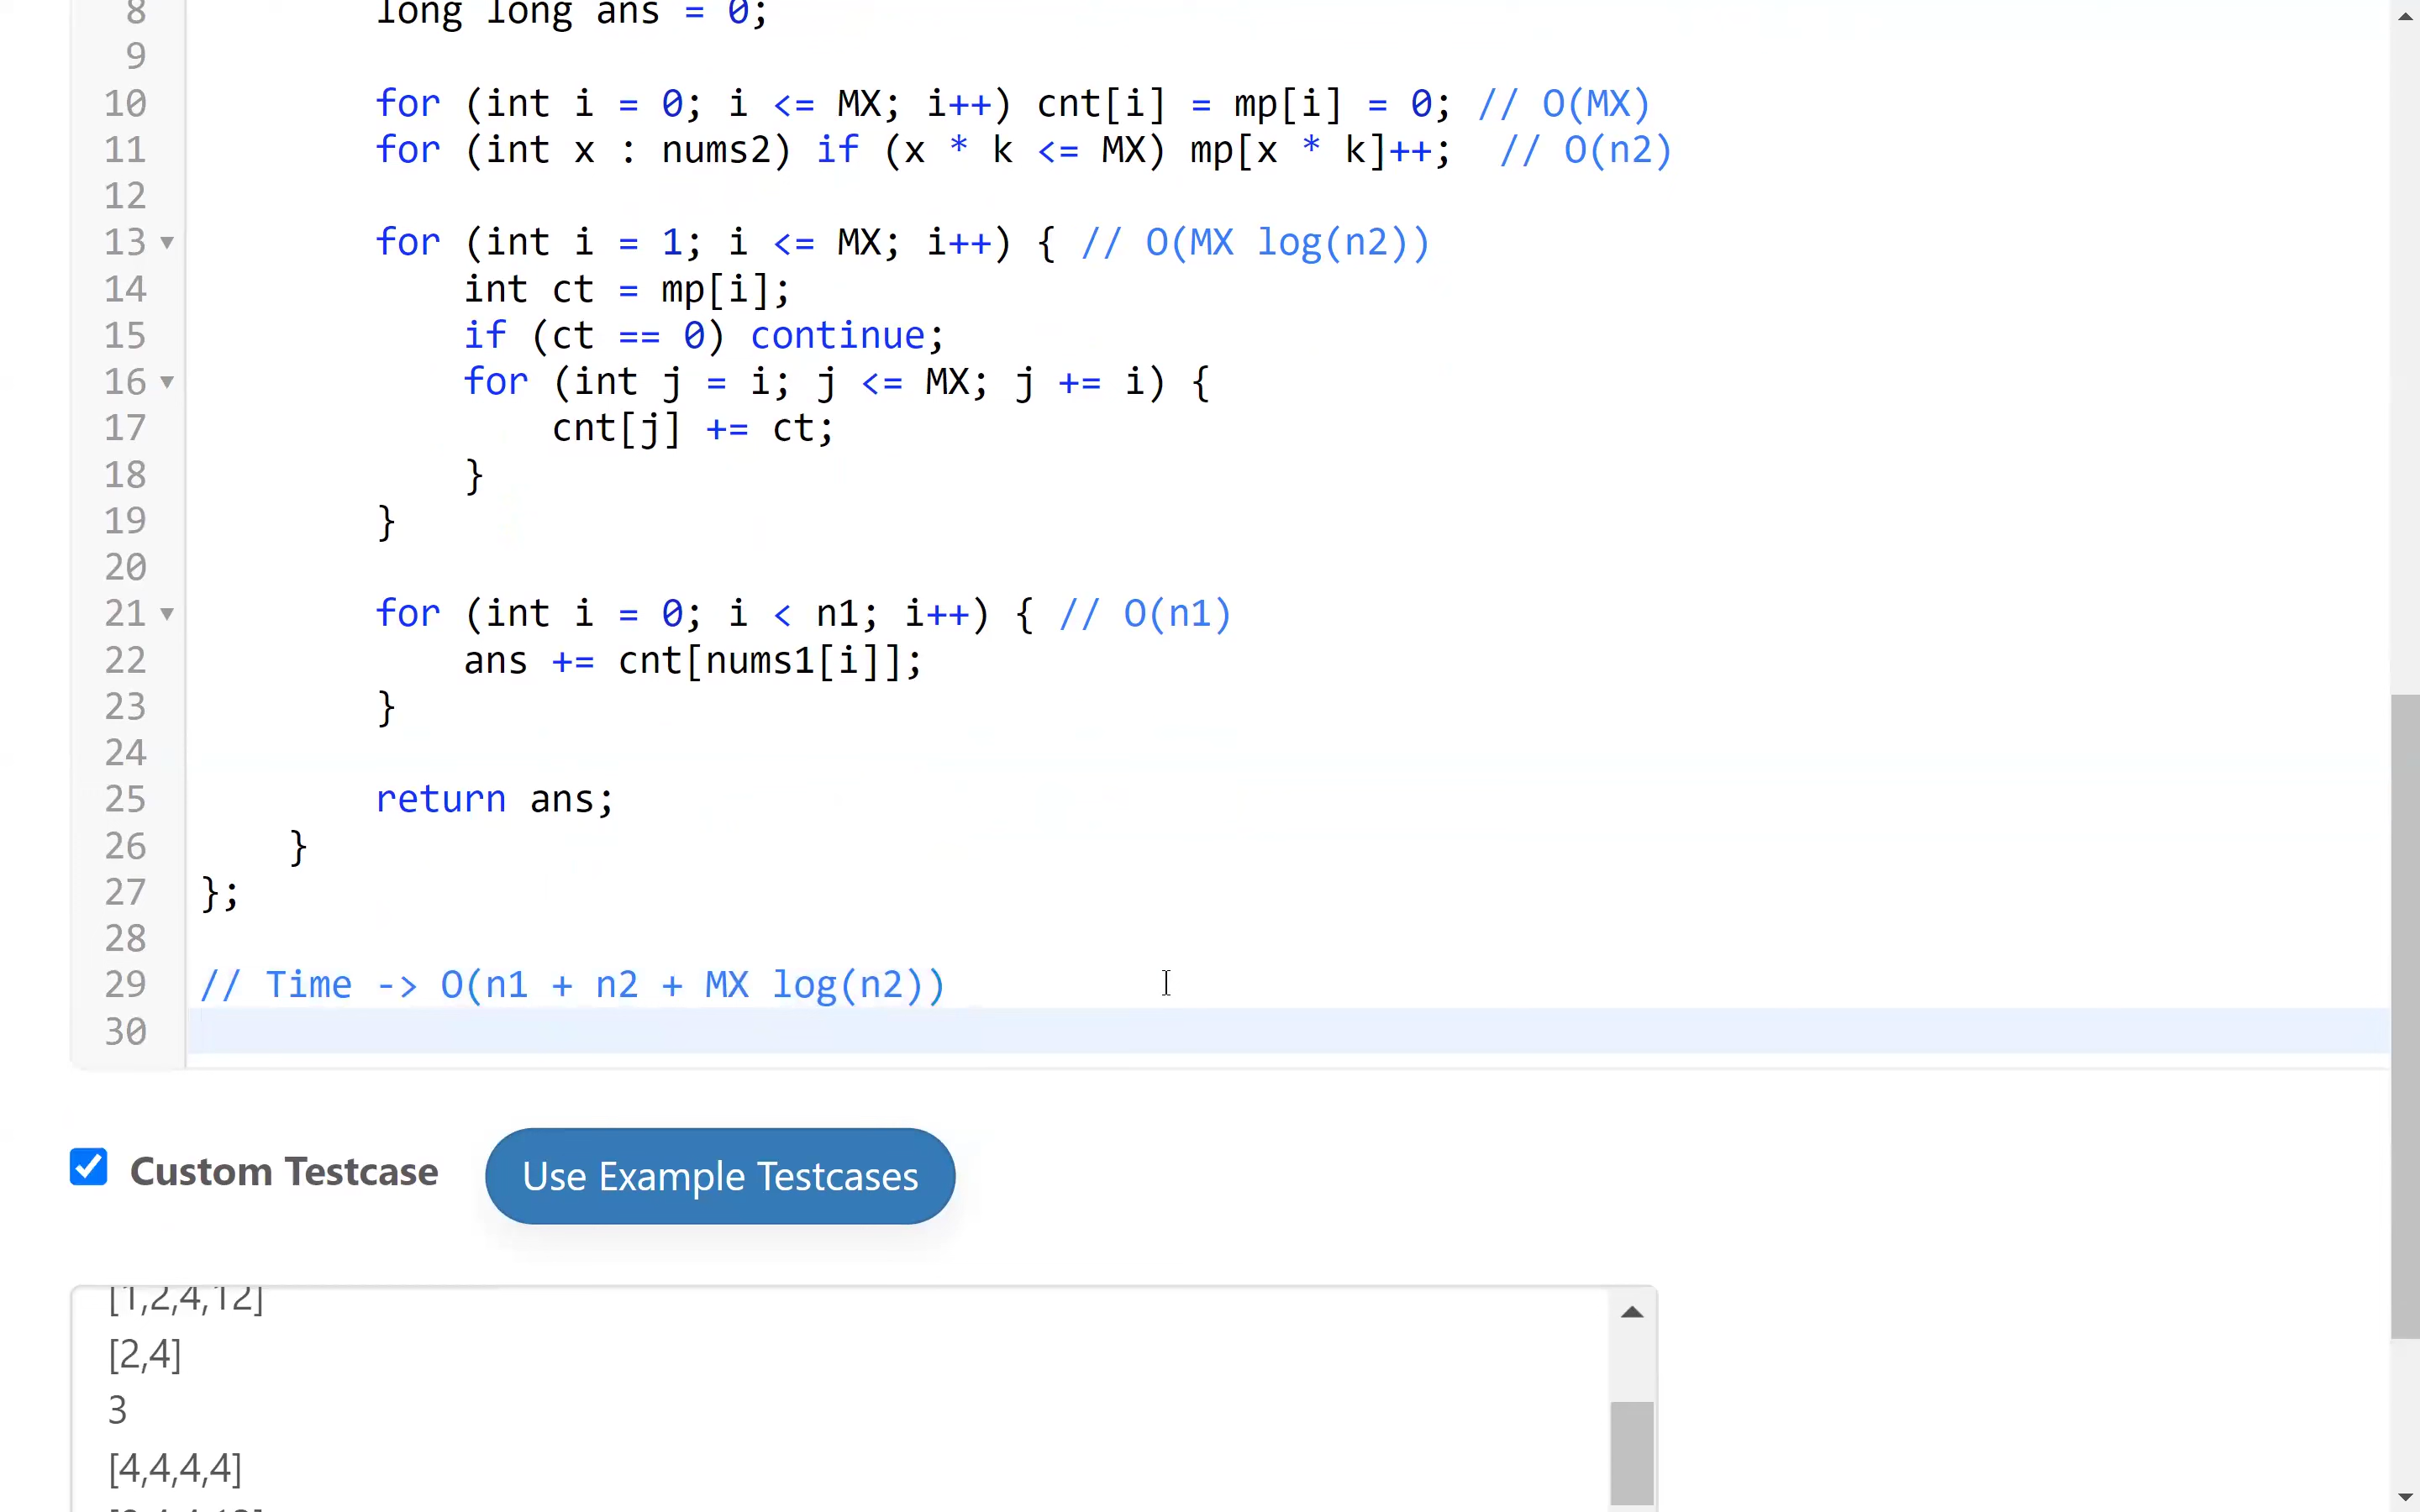 8 long long ans = 0;
9
10 for (int i = 0; i <= MX; i++) cnt[i] = mp[i] = 0; // O(MX)
11 for (int x : nums2) if (x * k <= MX) mp[x * k]++;  // O(n2)
12
13 for (int i = 1; i <= MX; i++) { // O(MX log(n2))
14 int ct = mp[i];
15 if (ct == 0) continue;
16 for (int j = i; j <= MX; j += i) {
17 cnt[j] += ct;
18 }
19 }
20
21 for (int i = 0; i < n1; i++) { // O(n1)
22 ans += cnt[nums1[i]];
23 }
24
25 return ans;
26 }
27 };
28
29 // Time -> O(n1 + n2 + MX log(n2))
30
Custom Testcase Use Example Testcases
[1,2,4,12]
[2,4]
3
[4,4,4,4]